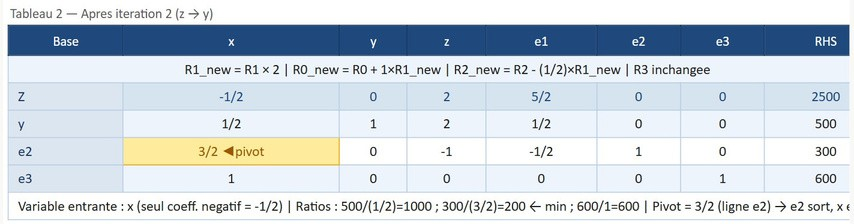 Tableau 2 — Apres iteration 2 (z → y)
Base x y z e1 e2 e3 RHS
R1_new = R1 × 2 | R0_new = R0 + 1×R1_new | R2_new = R2 - (1/2)×R1_new | R3 inchangee
Z -1/2 0 2 5/2 0 0 2500
y 1/2 1 2 1/2 0 0 500
e2 3/2 ◄pivot 0 -1 -1/2 1 0 300
e3 1 0 0 0 0 1 600
Variable entrante : x (seul coeff. negatif = -1/2) | Ratios : 500/(1/2)=1000 ; 300/(3/2)=200 ← min ; 600/1=600 | Pivot = 3/2 (ligne e2) → e2 sort, x e